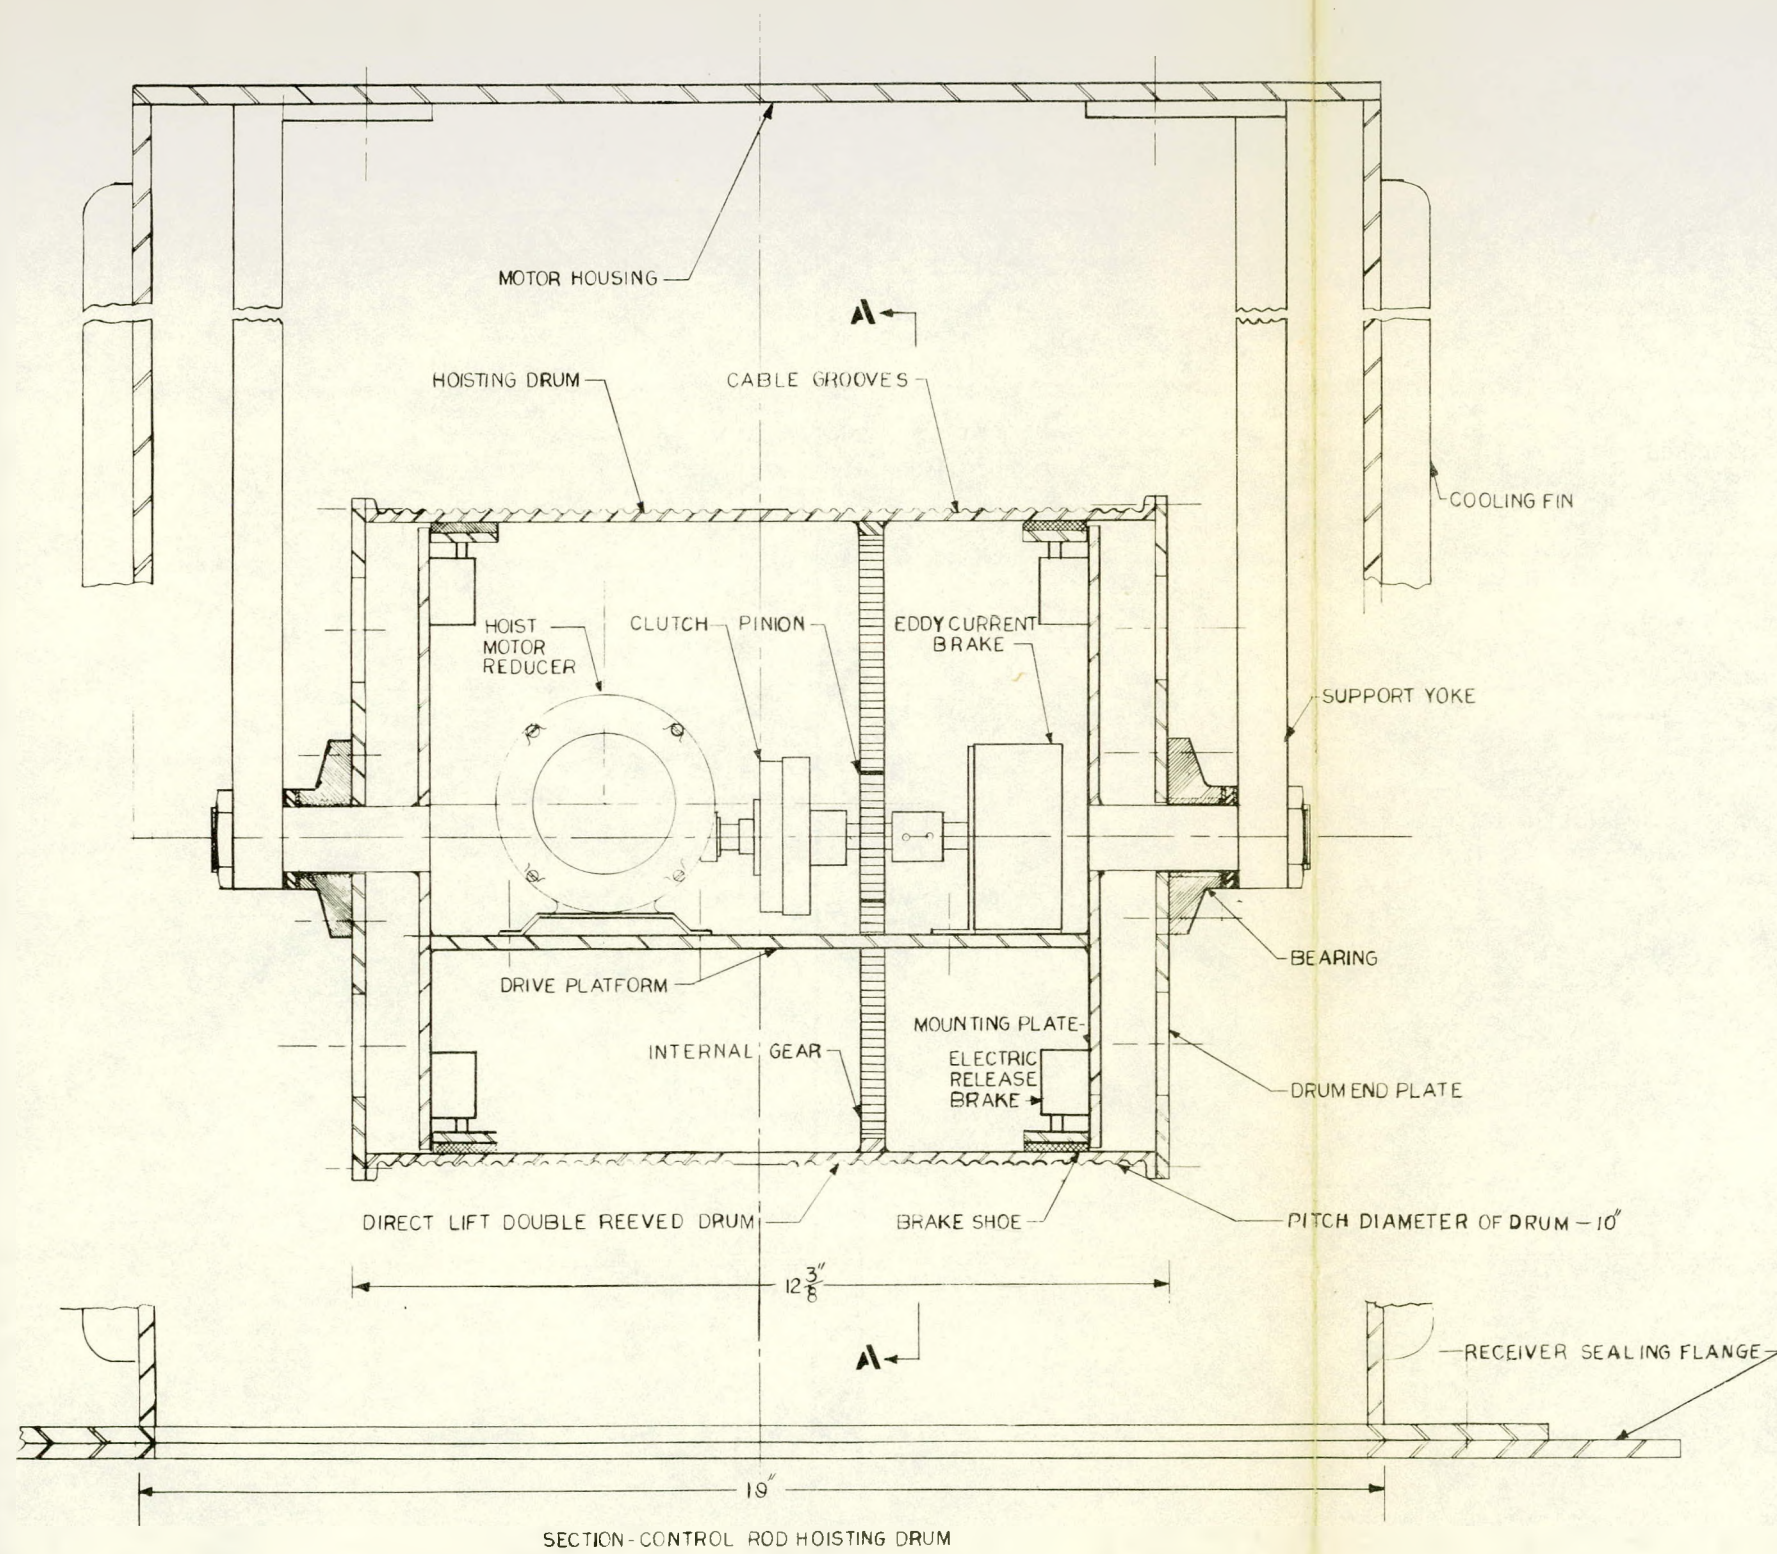 MOTOR HOUSING
A
HOISTING DRUM
CABLE GROOVES
COOLING FIN
HOIST
MOTOR
REDUCER
CLUTCH
PINION
EDDY CURRENT
BRAKE
SUPPORT YOKE
BEARING
DRIVE PLATFORM
MOUNTING PLATE
INTERNAL GEAR
ELECTRIC
RELEASE
BRAKE
DRUM END PLATE
DIRECT LIFT DOUBLE REEVED DRUM
BRAKE SHOE
PITCH DIAMETER OF DRUM - 10"
12 3/8"
A
RECEIVER SEALING FLANGE
19"
SECTION - CONTROL ROD HOISTING DRUM